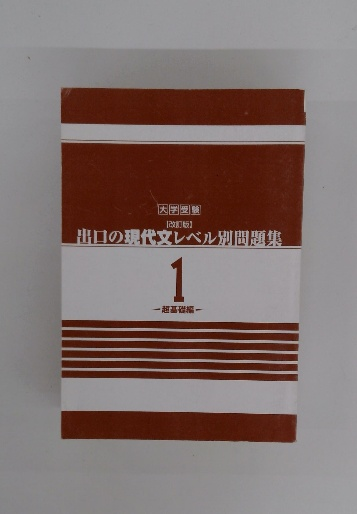 大学受験
【改訂版】
出口の現代文レベル別問題集
1
－超基礎編－